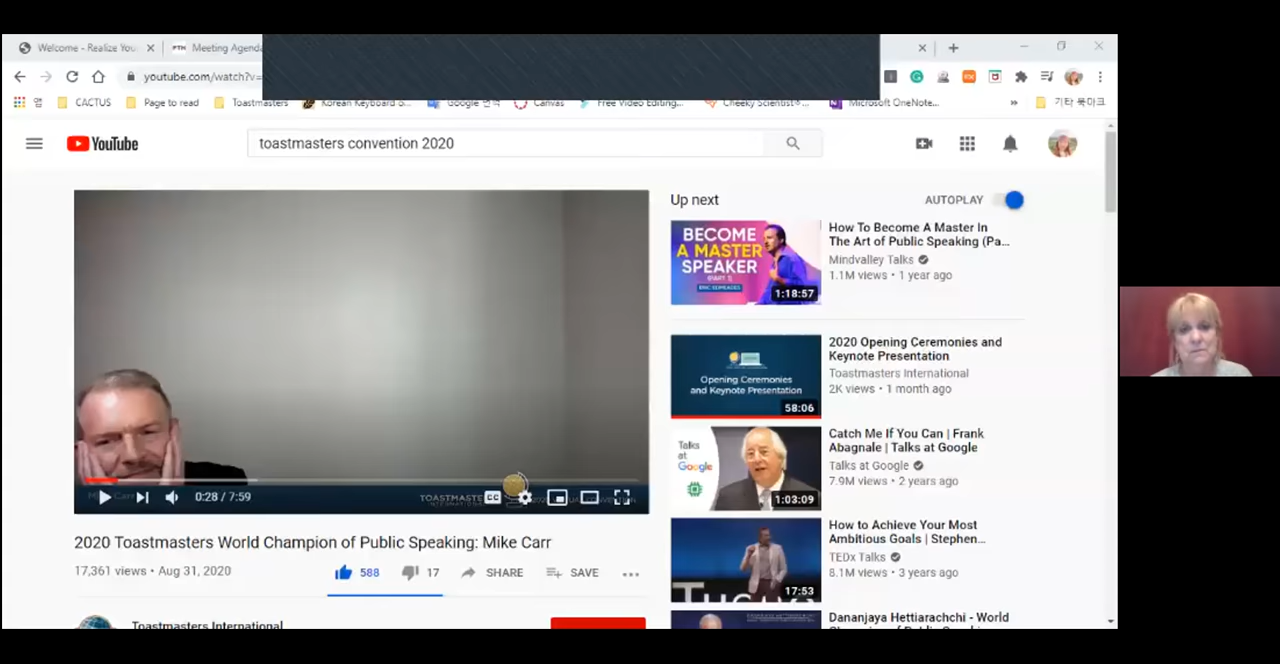 Welcome - Realize You
Meeting Agenda
youtube.com/watch?v=
앱
CACTUS
Page to read
Toastmasters
Korean Keyboard o...
Google 번역
Canvas
Free Video Editing...
Cheeky Scientist®...
Microsoft OneNote...
»
기타 북마크
YouTube
toastmasters convention 2020
Up next
AUTOPLAY
BECOME
A MASTER
SPEAKER
(PART 1)
1:18:57
How To Become A Master In
The Art of Public Speaking (Pa...
Mindvalley Talks
1.1M views • 1 year ago
Opening Ceremonies
and Keynote Presentation
58:06
2020 Opening Ceremonies and
Keynote Presentation
Toastmasters International
2K views • 1 month ago
Talks
at
Google
1:03:09
Catch Me If You Can | Frank
Abagnale | Talks at Google
Talks at Google
7.9M views • 2 years ago
17:53
How to Achieve Your Most
Ambitious Goals | Stephen...
TEDx Talks
8.1M views • 3 years ago
Dananjaya Hettiarachchi - World
0:28 / 7:59
CC
2020 Toastmasters World Champion of Public Speaking: Mike Carr
17,361 views • Aug 31, 2020
588
17
SHARE
SAVE
Toastmasters International